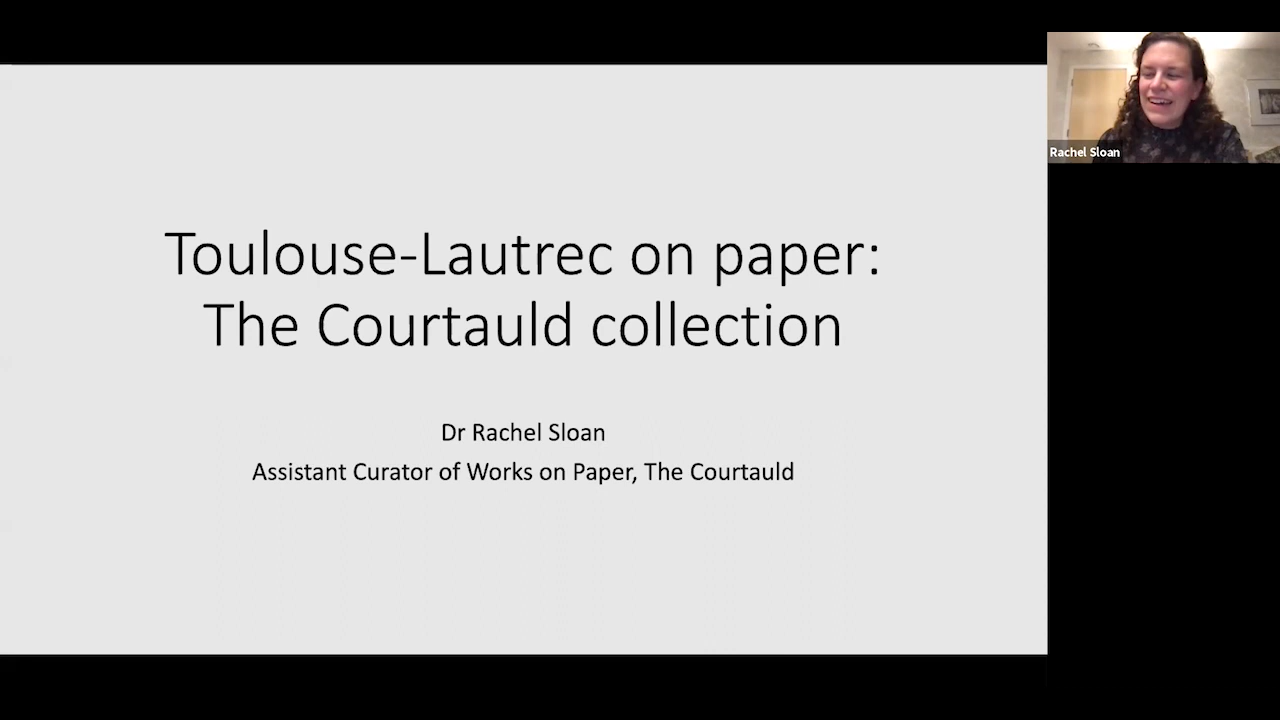 Toulouse-Lautrec on paper:
The Courtauld collection
Dr Rachel Sloan
Assistant Curator of Works on Paper, The Courtauld
Rachel Sloan